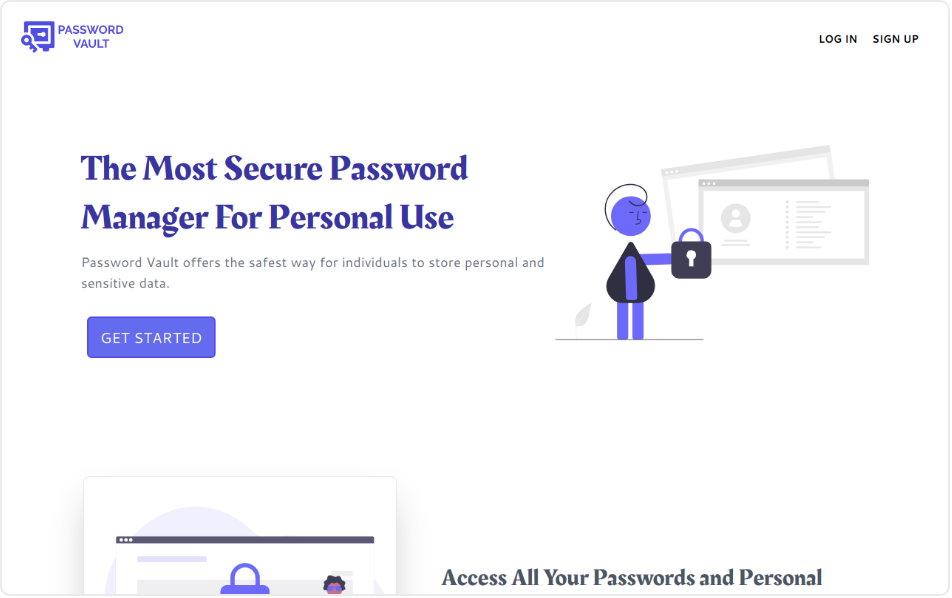 PASSWORD
VAULT
LOG IN SIGN UP
The Most Secure Password
Manager For Personal Use
Password Vault offers the safest way for individuals to store personal and
sensitive data.
GET STARTED
Access All Your Passwords and Personal